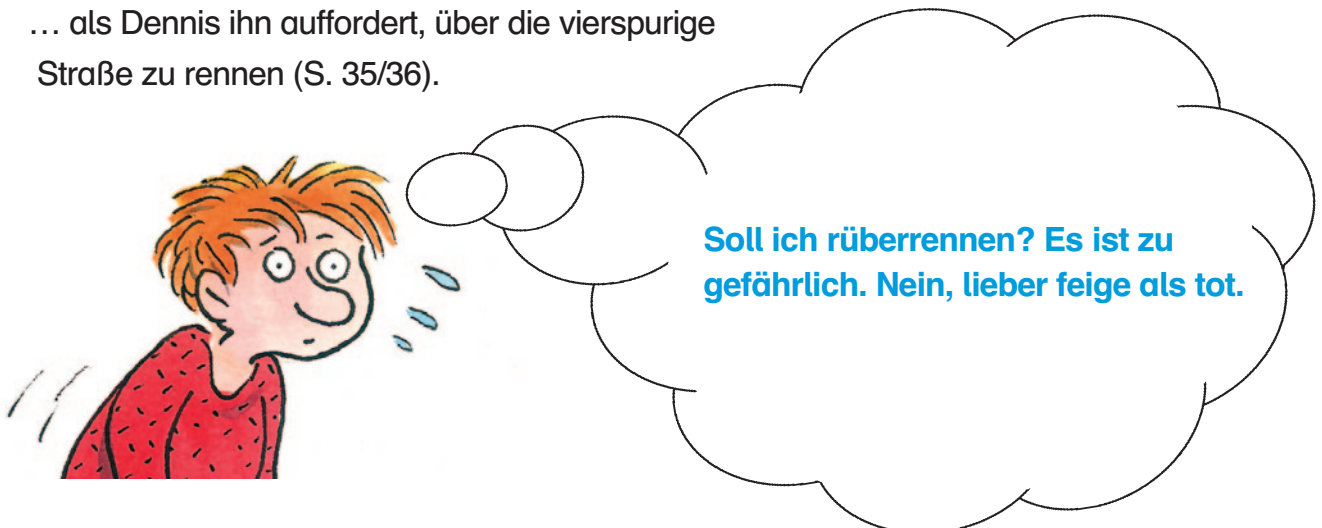 … als Dennis ihn auffordert, über die vierspurige
Straße zu rennen (S. 35/36).
Soll ich rüberrennen? Es ist zu
gefährlich. Nein, lieber feige als tot.